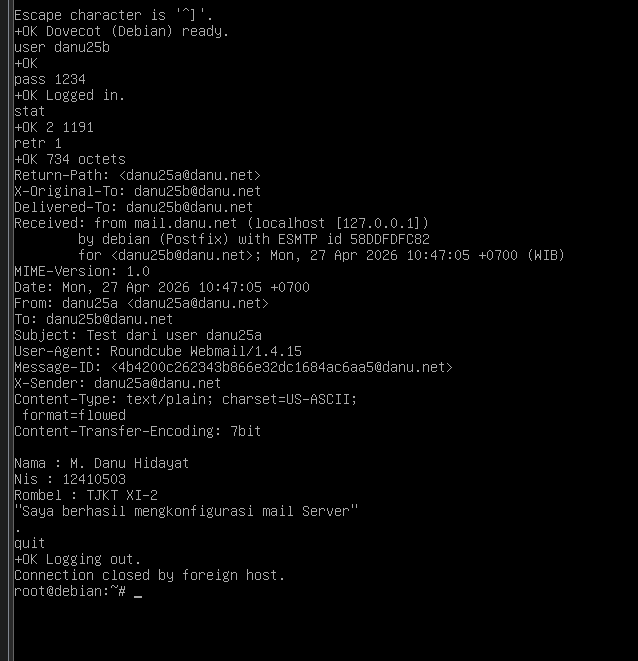 Escape character is '^]'.
+OK Dovecot (Debian) ready.
user danu25b
+OK
pass 1234
+OK Logged in.
stat
+OK 2 1191
retr 1
+OK 734 octets
Return-Path: <danu25a@danu.net>
X-Original-To: danu25b@danu.net
Delivered-To: danu25b@danu.net
Received: from mail.danu.net (localhost [127.0.0.1])
        by debian (Postfix) with ESMTP id 58DDFDFC82
        for <danu25b@danu.net>; Mon, 27 Apr 2026 10:47:05 +0700 (WIB)
MIME-Version: 1.0
Date: Mon, 27 Apr 2026 10:47:05 +0700
From: danu25a <danu25a@danu.net>
To: danu25b@danu.net
Subject: Test dari user danu25a
User-Agent: Roundcube Webmail/1.4.15
Message-ID: <4b4200c262343b866e32dc1684ac6aa5@danu.net>
X-Sender: danu25a@danu.net
Content-Type: text/plain; charset=US-ASCII;
 format=flowed
Content-Transfer-Encoding: 7bit

Nama : M. Danu Hidayat
Nis : 12410503
Rombel : TJKT XI-2
"Saya berhasil mengkonfigurasi mail Server"
.
quit
+OK Logging out.
Connection closed by foreign host.
root@debian:~# _